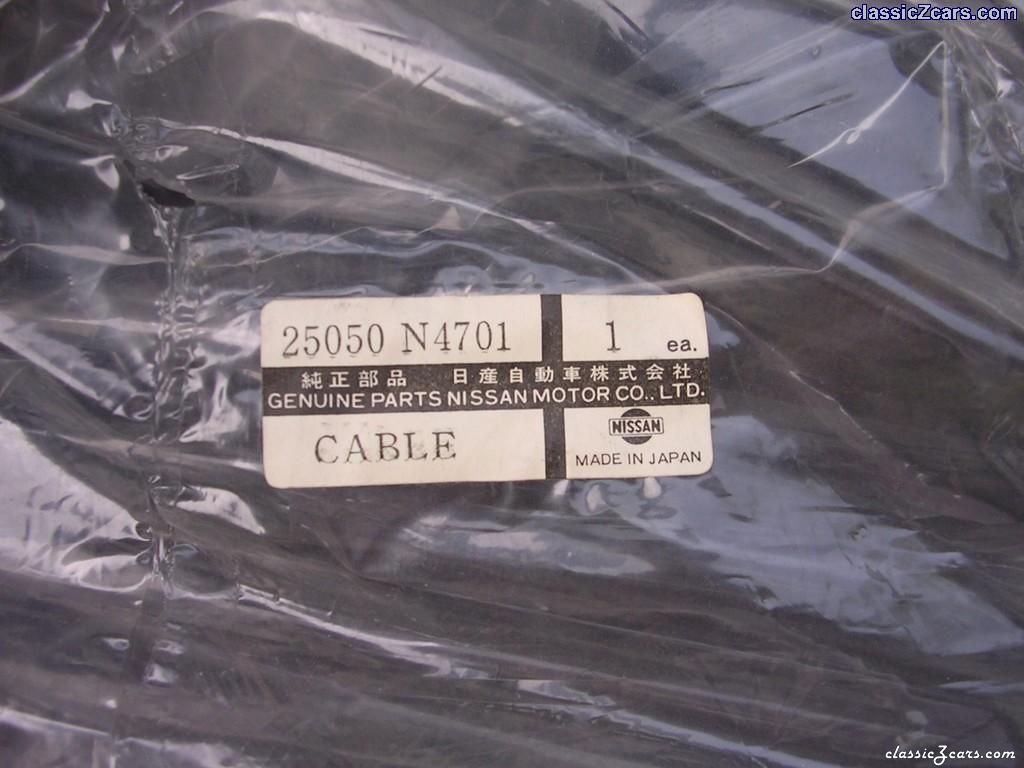 classicZcars.com
25050 N4701 1 ea.
純正部品 日産自動車株式会社
GENUINE PARTS NISSAN MOTOR CO., LTD.
NISSAN
CABLE
MADE IN JAPAN
classicZcars.com